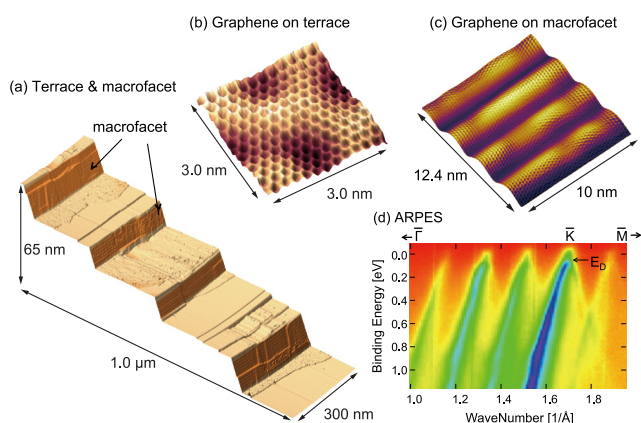 (b) Graphene on terrace
(c) Graphene on macrofacet
(a) Terrace & macrofacet
macrofacet
3.0 nm
3.0 nm
12.4 nm
10 nm
65 nm
1.0 μm
300 nm
(d) ARPES
Γ̅ K̅ M̅
E_D
Binding Energy [eV]
0.0
0.2
0.4
0.6
0.8
1.0
1.0 1.2 1.4 1.6 1.8
WaveNumber [1/Å]